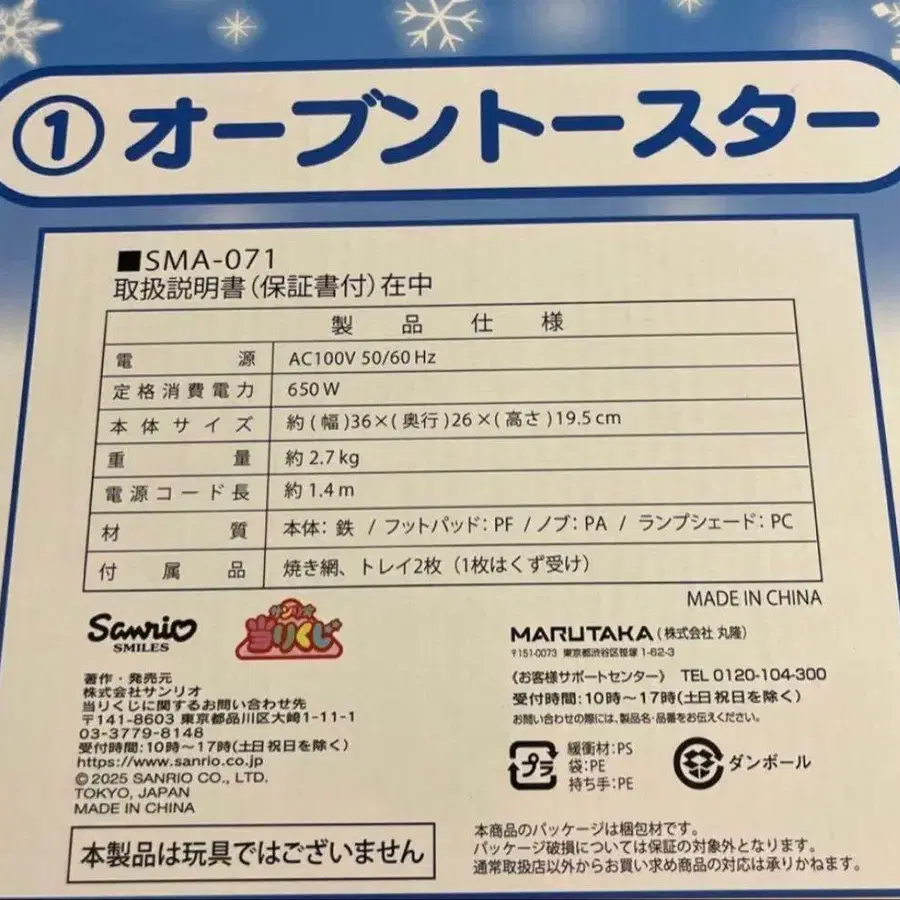 ① オーブントースター
■SMA-071
取扱説明書(保証書付)在中
製品仕様
電源 AC100V 50/60 Hz
定格消費電力 650 W
本体サイズ 約(幅)36×(奥行)26×(高さ)19.5 cm
重量 約 2.7 kg
電源コード長 約 1.4 m
材質 本体: 鉄 / フットパッド: PF / ノブ: PA / ランプシェード: PC
付属品 焼き網、トレイ2枚 (1枚はくず受け)
MADE IN CHINA
Sanrio
SMILES
サンリオ
当りくじ
著作・発売元
株式会社サンリオ
当りくじに関するお問い合わせ先
〒141-8603 東京都品川区大崎1-11-1
03-3779-8148
受付時間:10時〜17時(土日祝日を除く)
https://www.sanrio.co.jp
©2025 SANRIO CO., LTD.
TOKYO, JAPAN
MADE IN CHINA
本製品は玩具ではございません
MARUTAKA (株式会社 丸隆)
〒151-0073 東京都渋谷区笹塚 1-62-3
《お客様サポートセンター》 TEL 0120-104-300
受付時間: 10時〜17時(土日祝日を除く)
お問い合わせの際には、製品名・品番をお伝えください。
プラ
緩衝材:PS
袋:PE
持ち手:PE
ダンボール
本商品のパッケージは梱包材です。
パッケージ破損については保証の対象外となります。
通常取扱店以外からお買い求め商品の対応は承りかねます。